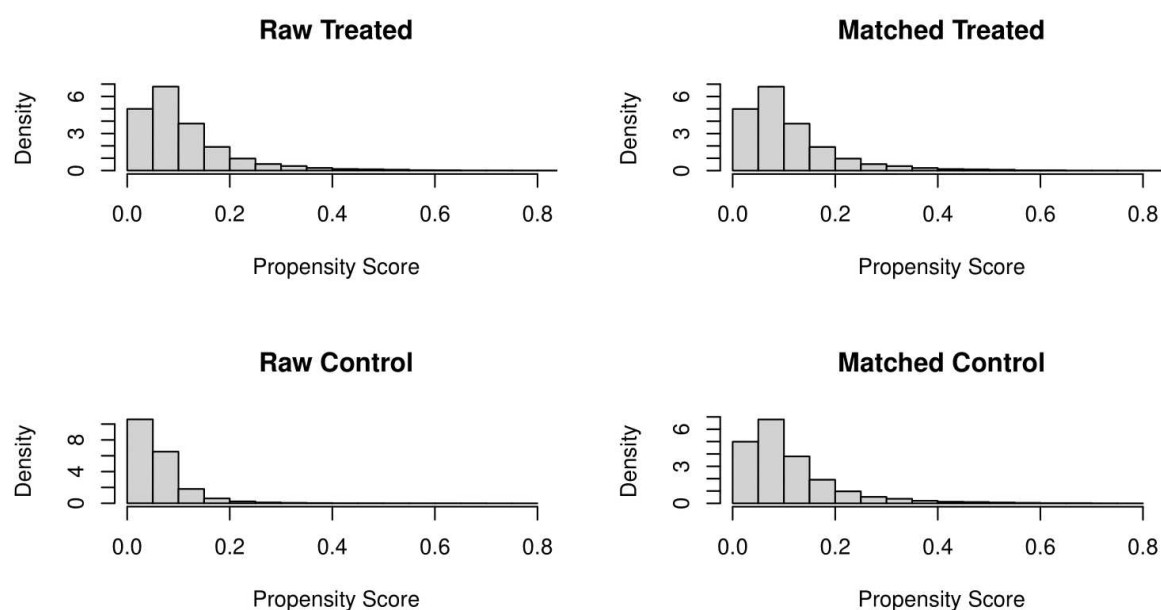 Raw Treated
Density
0 3 6
0.0 0.2 0.4 0.6 0.8
Propensity Score
Matched Treated
Density
0 3 6
0.0 0.2 0.4 0.6 0.8
Propensity Score
Raw Control
Density
0 4 8
0.0 0.2 0.4 0.6 0.8
Propensity Score
Matched Control
Density
0 3 6
0.0 0.2 0.4 0.6 0.8
Propensity Score